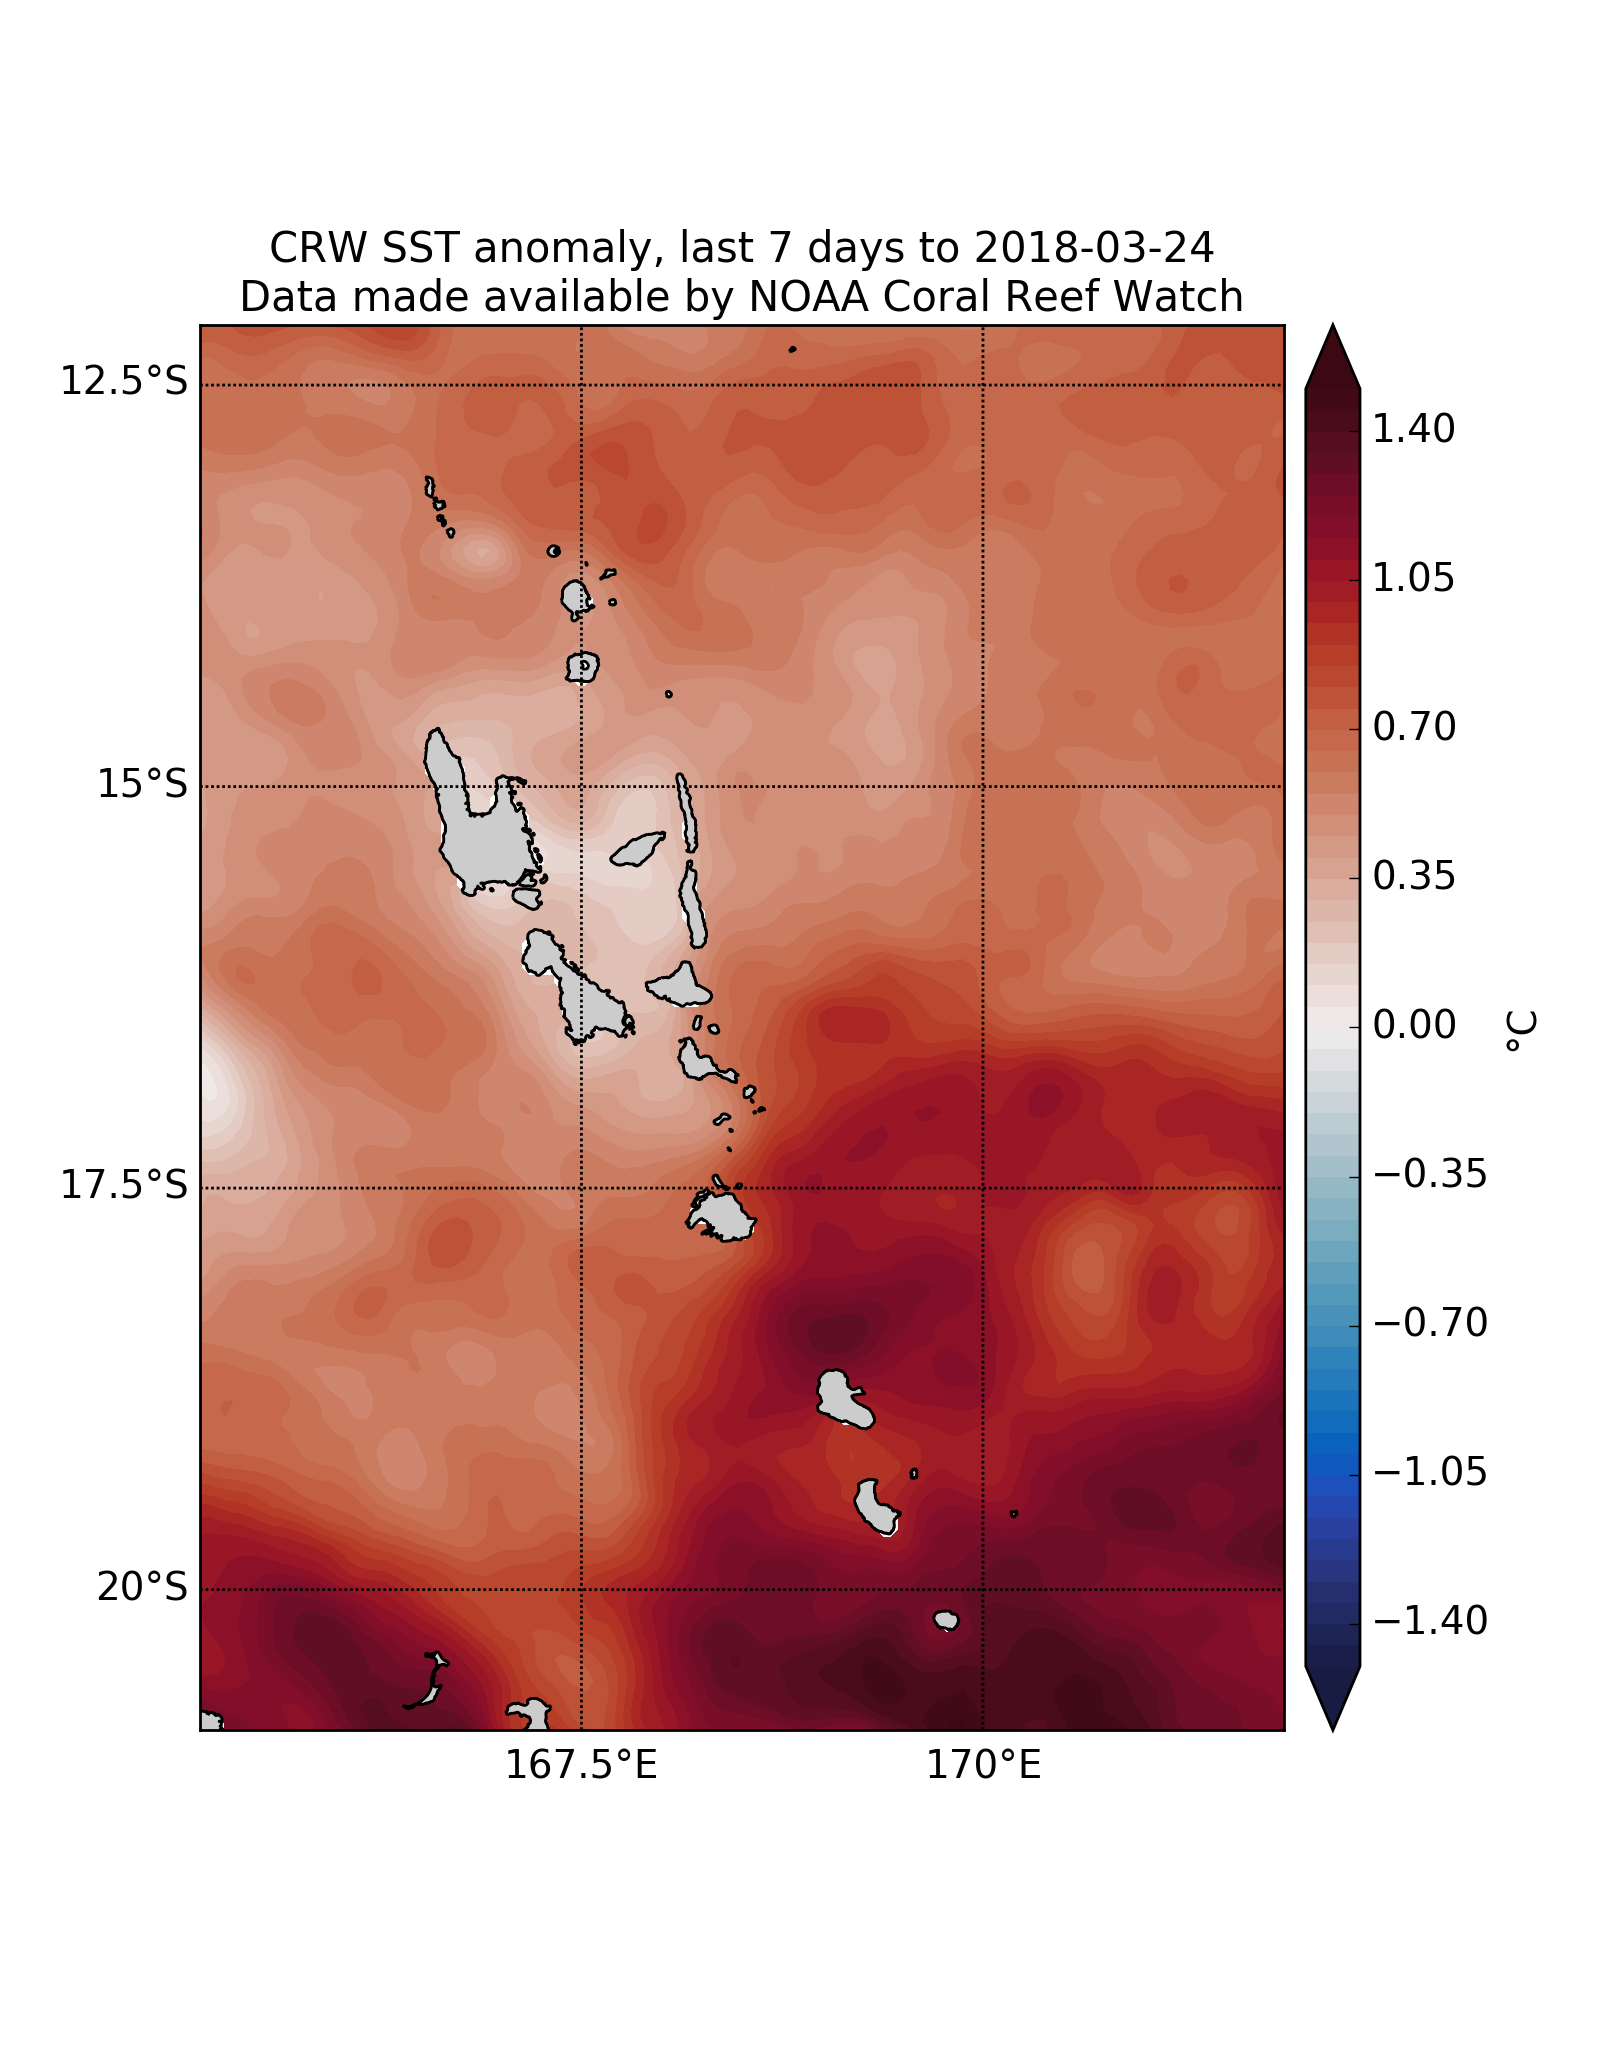 CRW SST anomaly, last 7 days to 2018-03-24
Data made available by NOAA Coral Reef Watch
12.5°S
15°S
17.5°S
20°S
167.5°E
170°E
1.40
1.05
0.70
0.35
0.00
−0.35
−0.70
−1.05
−1.40
°C